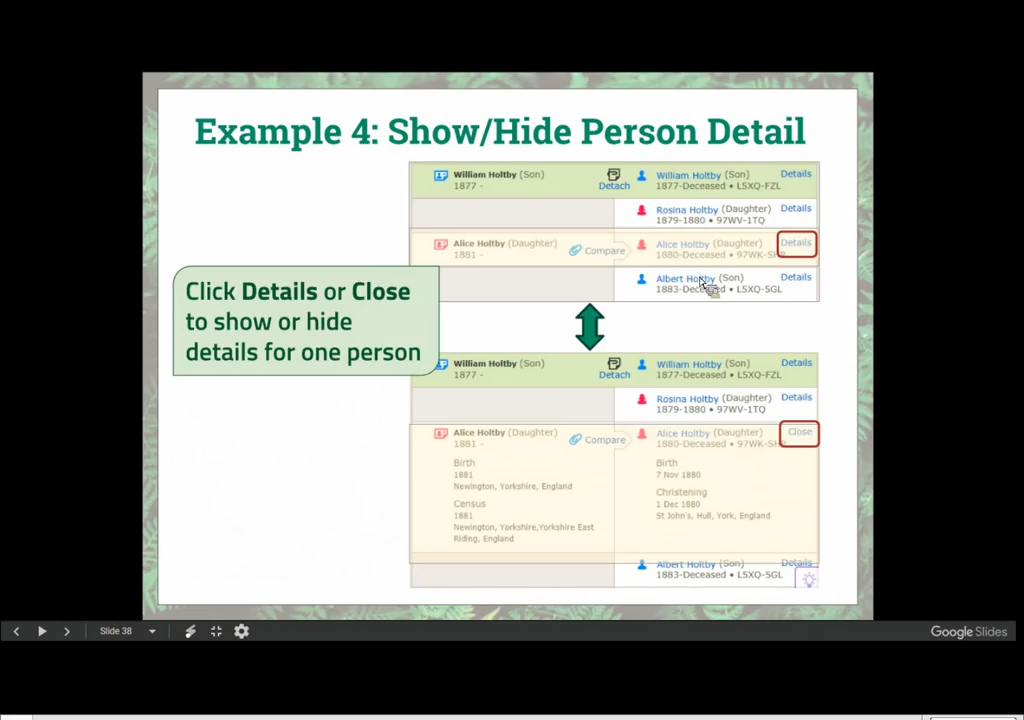 Example 4: Show/Hide Person Detail
William Holtby (Son)
1877 -
Detach
William Holtby (Son)
1877-Deceased • L5XQ-FZL
Details
Rosina Holtby (Daughter)
1879-1880 • 97WV-1TQ
Details
Alice Holtby (Daughter)
1881 -
Compare
Alice Holtby (Daughter)
1880-Deceased •
Details
Albert Holtby (Son)
1883-Deceased • L5XQ-5GL
Details
Click Details or Close
to show or hide
details for one person
William Holtby (Son)
1877 -
Detach
William Holtby (Son)
1877-Deceased • L5XQ-FZL
Details
Rosina Holtby (Daughter)
1879-1880 • 97WV-1TQ
Details
Alice Holtby (Daughter)
1881 -
Compare
Alice Holtby (Daughter)
1880-Deceased •
Close
Birth
1881
Newington, Yorkshire, England
Census
1881
Newington, Yorkshire,Yorkshire East
Riding, England
Birth
7 Nov 1880
Christening
1 Dec 1880
St John's, Hull, York, England
Albert Holtby (Son)
1883-Deceased • L5XQ-5GL
Details
Slide 38
Google Slides